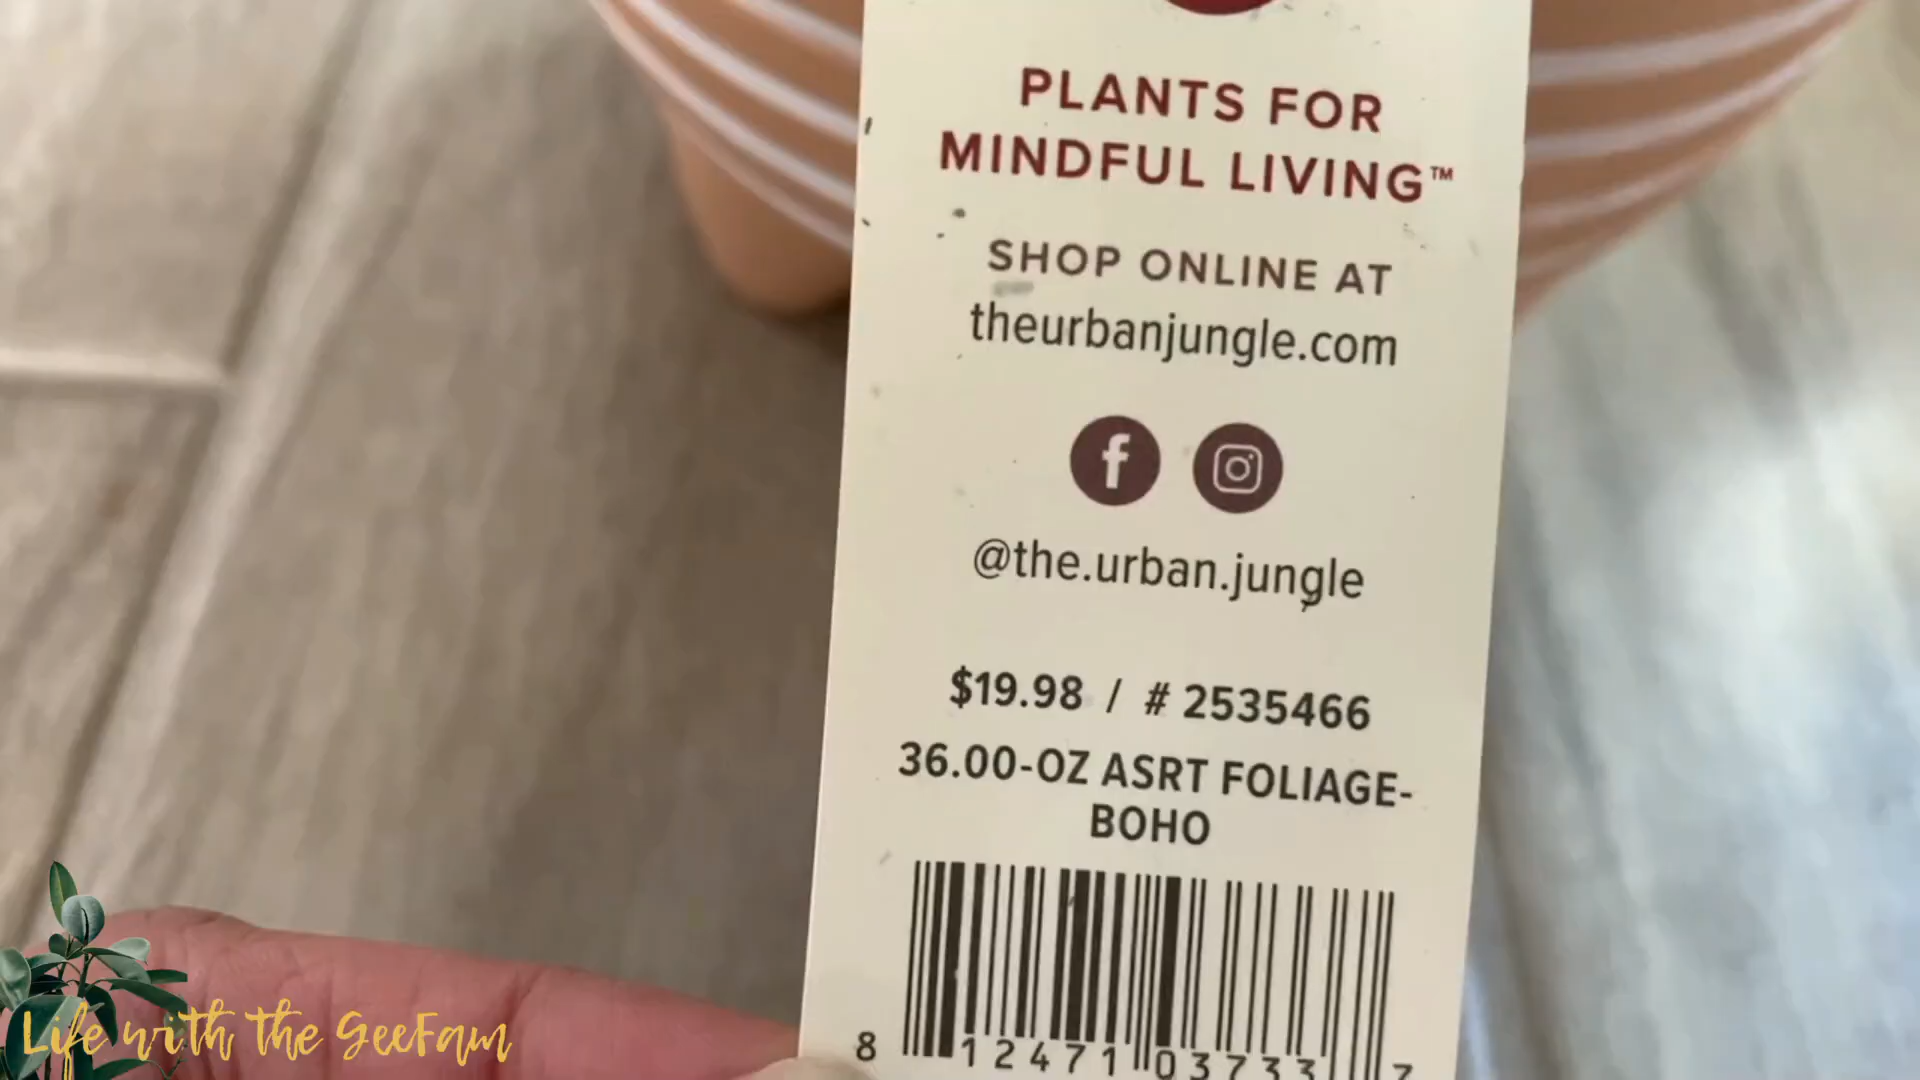 PLANTS FOR
MINDFUL LIVING™
SHOP ONLINE AT
theurbanjungle.com
@the.urban.jungle
$19.98 / # 2535466
36.00-OZ ASRT FOLIAGE-
BOHO
8 12471 03733 7
Life with the GeeFam